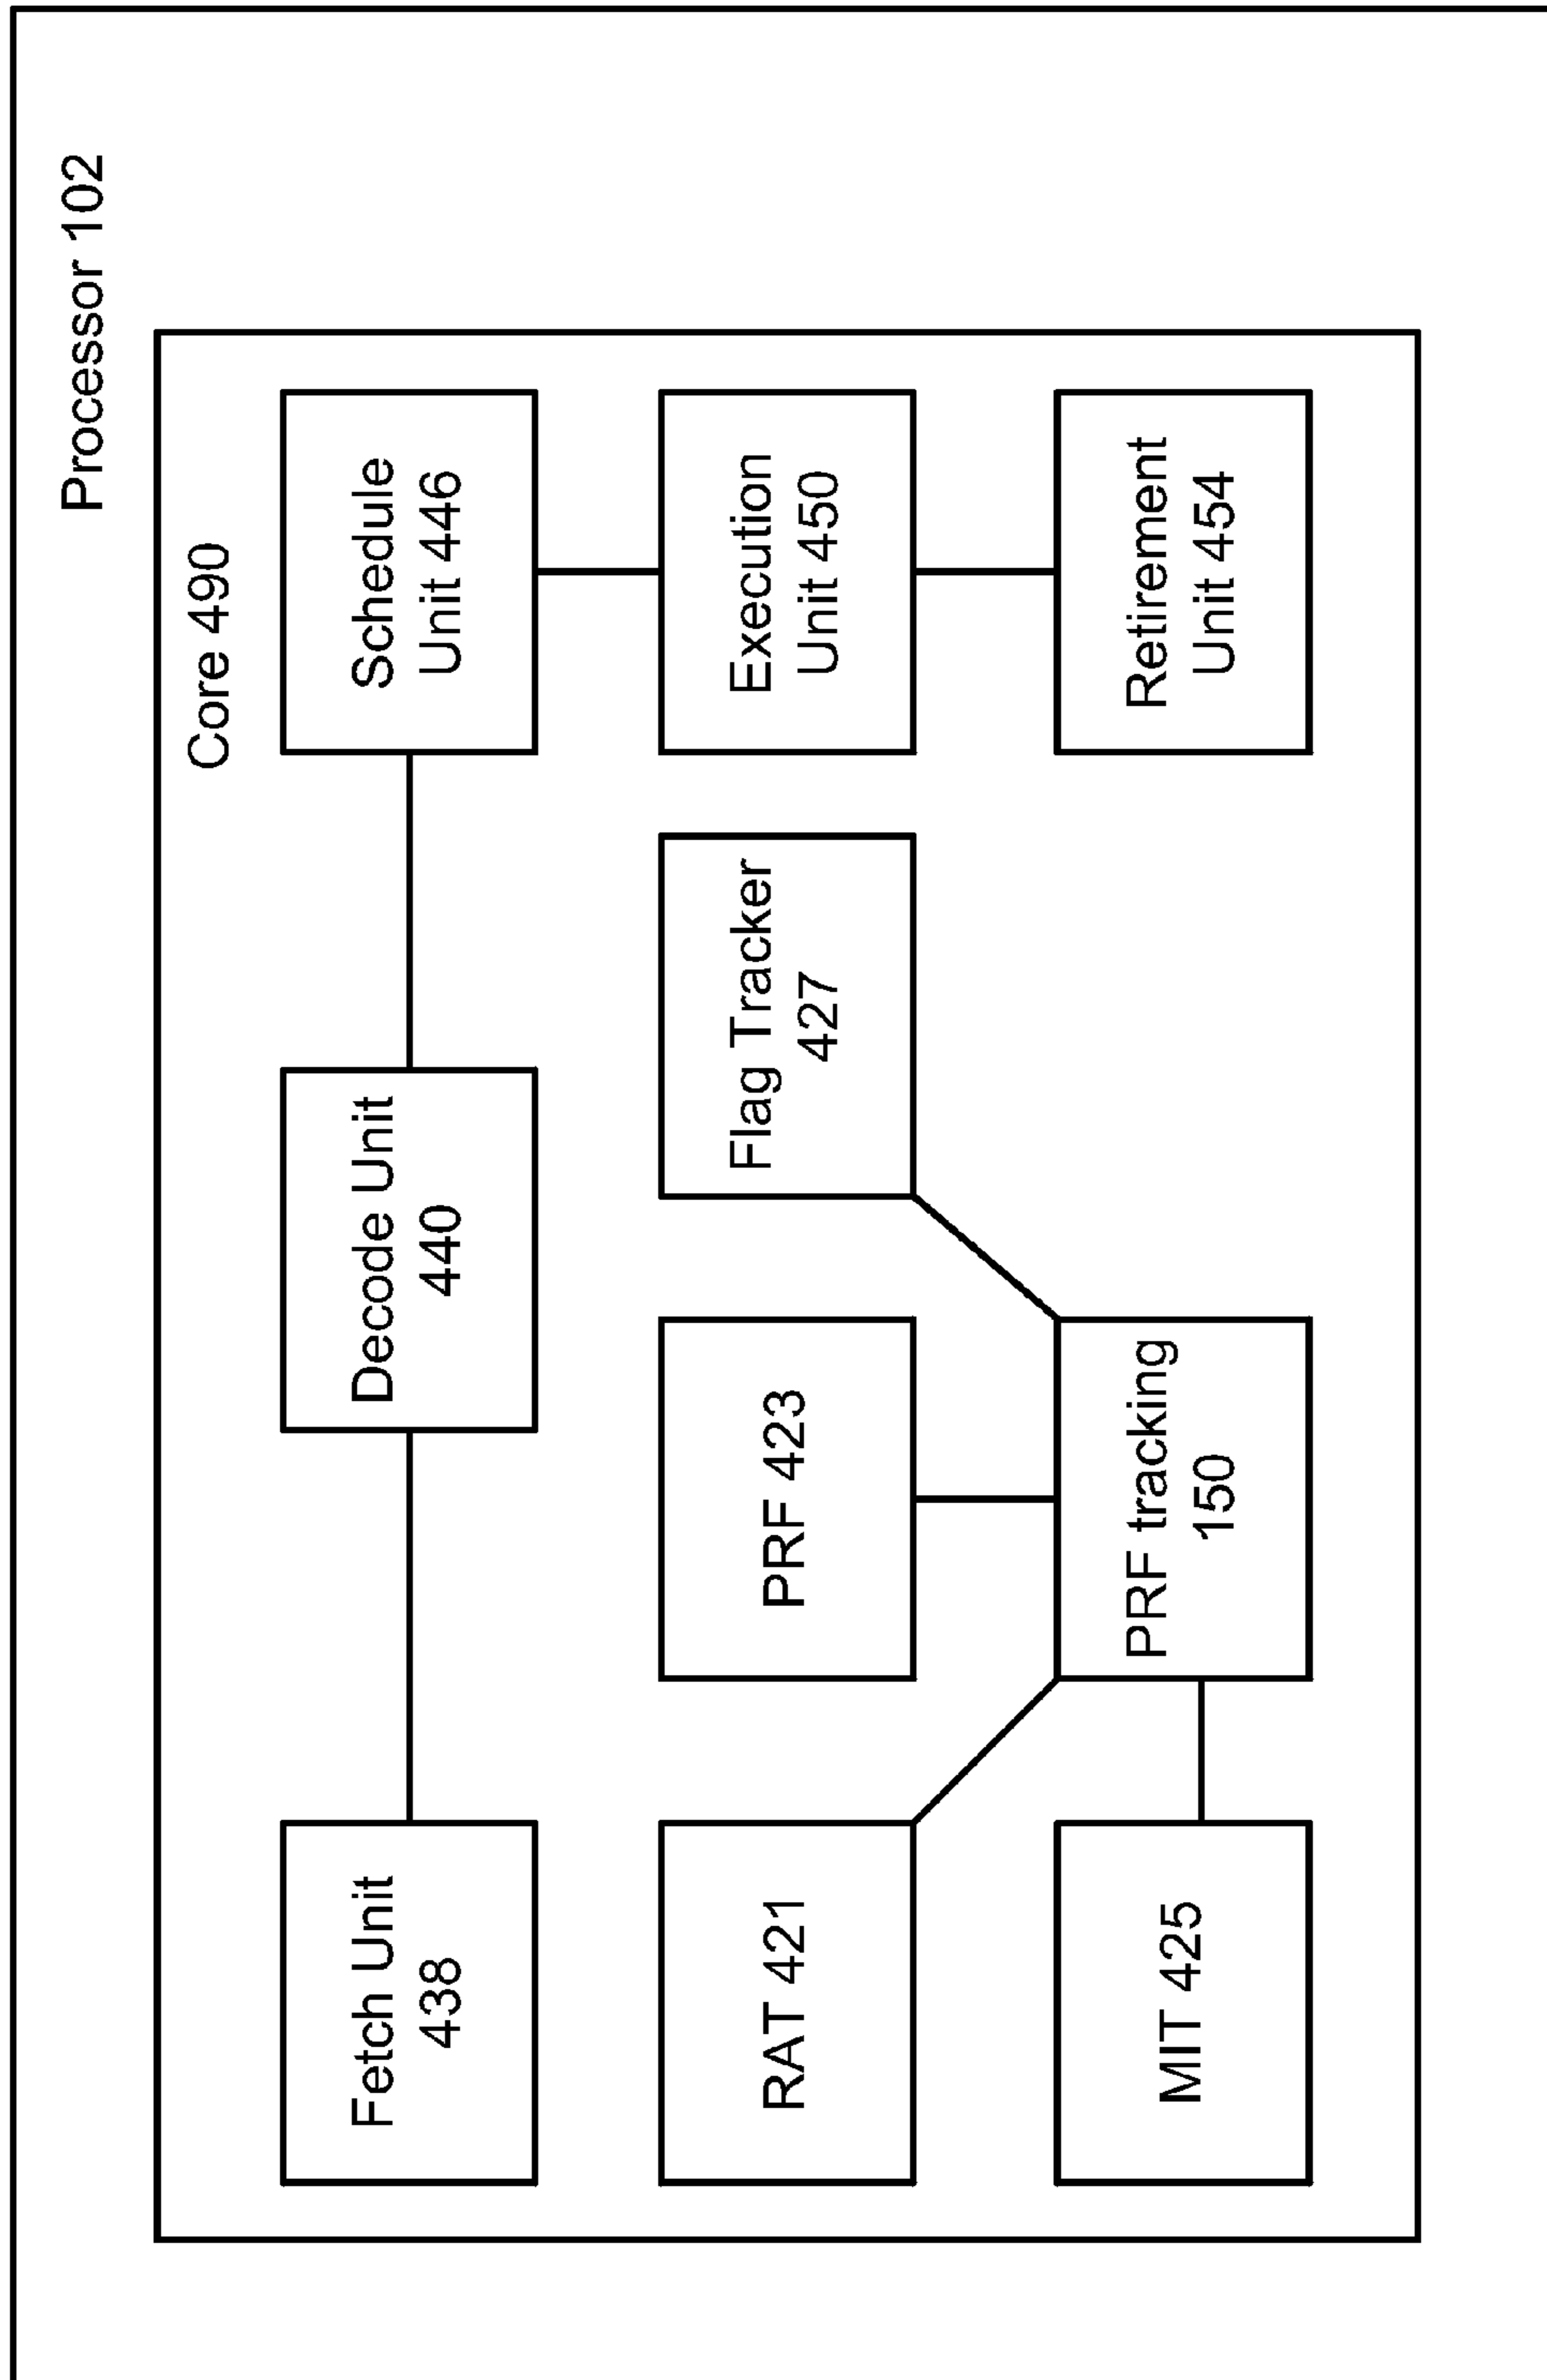 Processor 102
Core 490
Fetch Unit
438
Decode Unit
440
Schedule
Unit 446
RAT 421
PRF 423
Flag Tracker
427
Execution
Unit 450
MIT 425
PRF tracking
150
Retirement
Unit 454